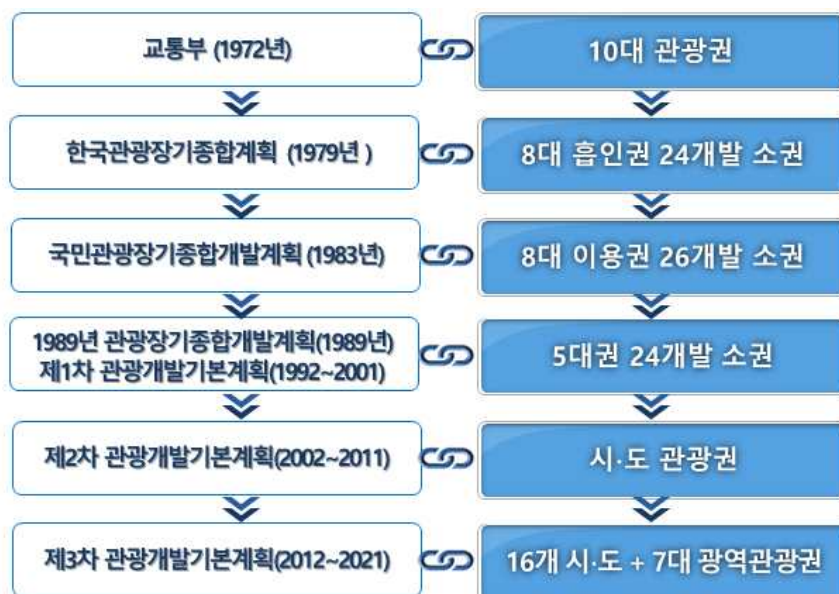 교통부 (1972년)
10대 관광권
한국관광장기종합계획 (1979년 )
8대 흡인권 24개발 소권
국민관광장기종합개발계획 (1983년)
8대 이용권 26개발 소권
1989년 관광장기종합개발계획(1989년)
제1차 관광개발기본계획(1992~2001)
5대권 24개발 소권
제2차 관광개발기본계획(2002~2011)
시·도 관광권
제3차 관광개발기본계획(2012~2021)
16개 시·도 + 7대 광역관광권